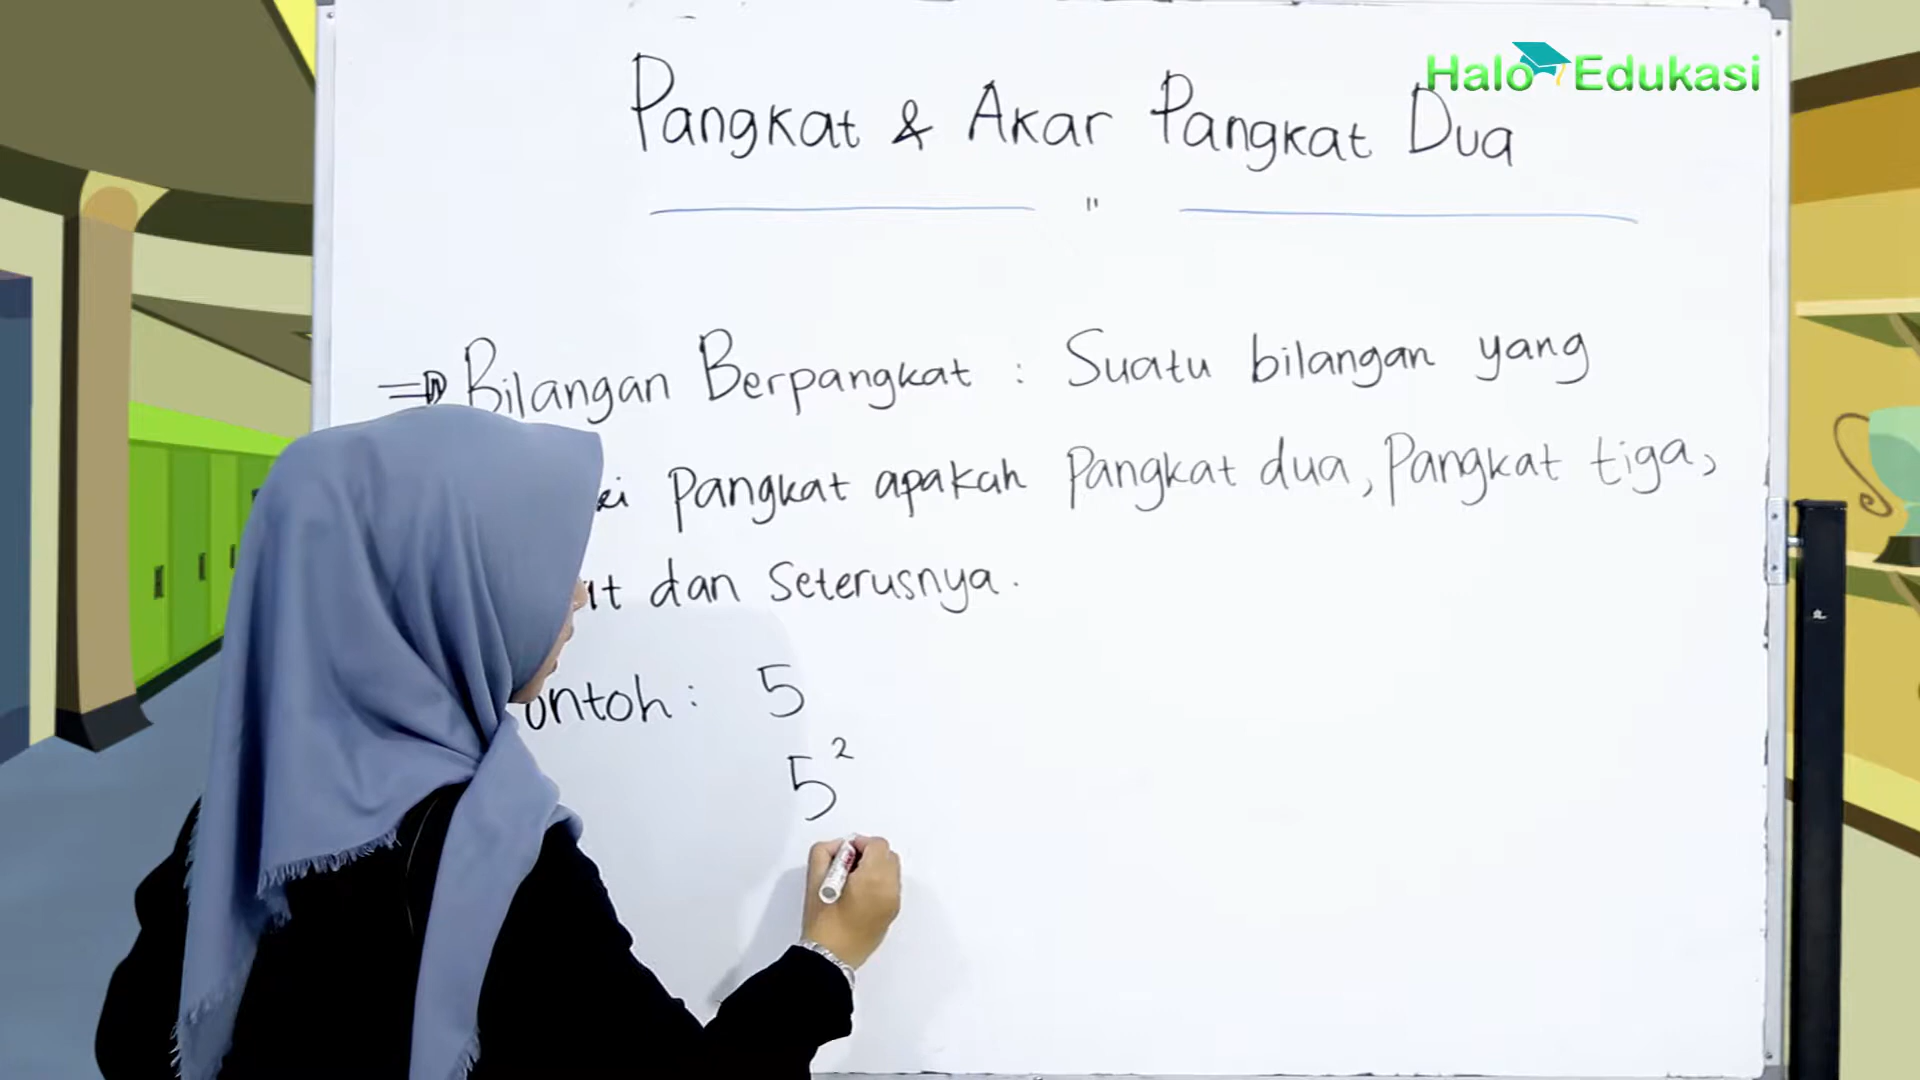 Halo Edukasi
Pangkat & Akar Pangkat Dua
"
⇒ Bilangan Berpangkat : Suatu bilangan yang
Pangkat apakah Pangkat dua, Pangkat tiga,
dan Seterusnya.
ontoh : 5
5²